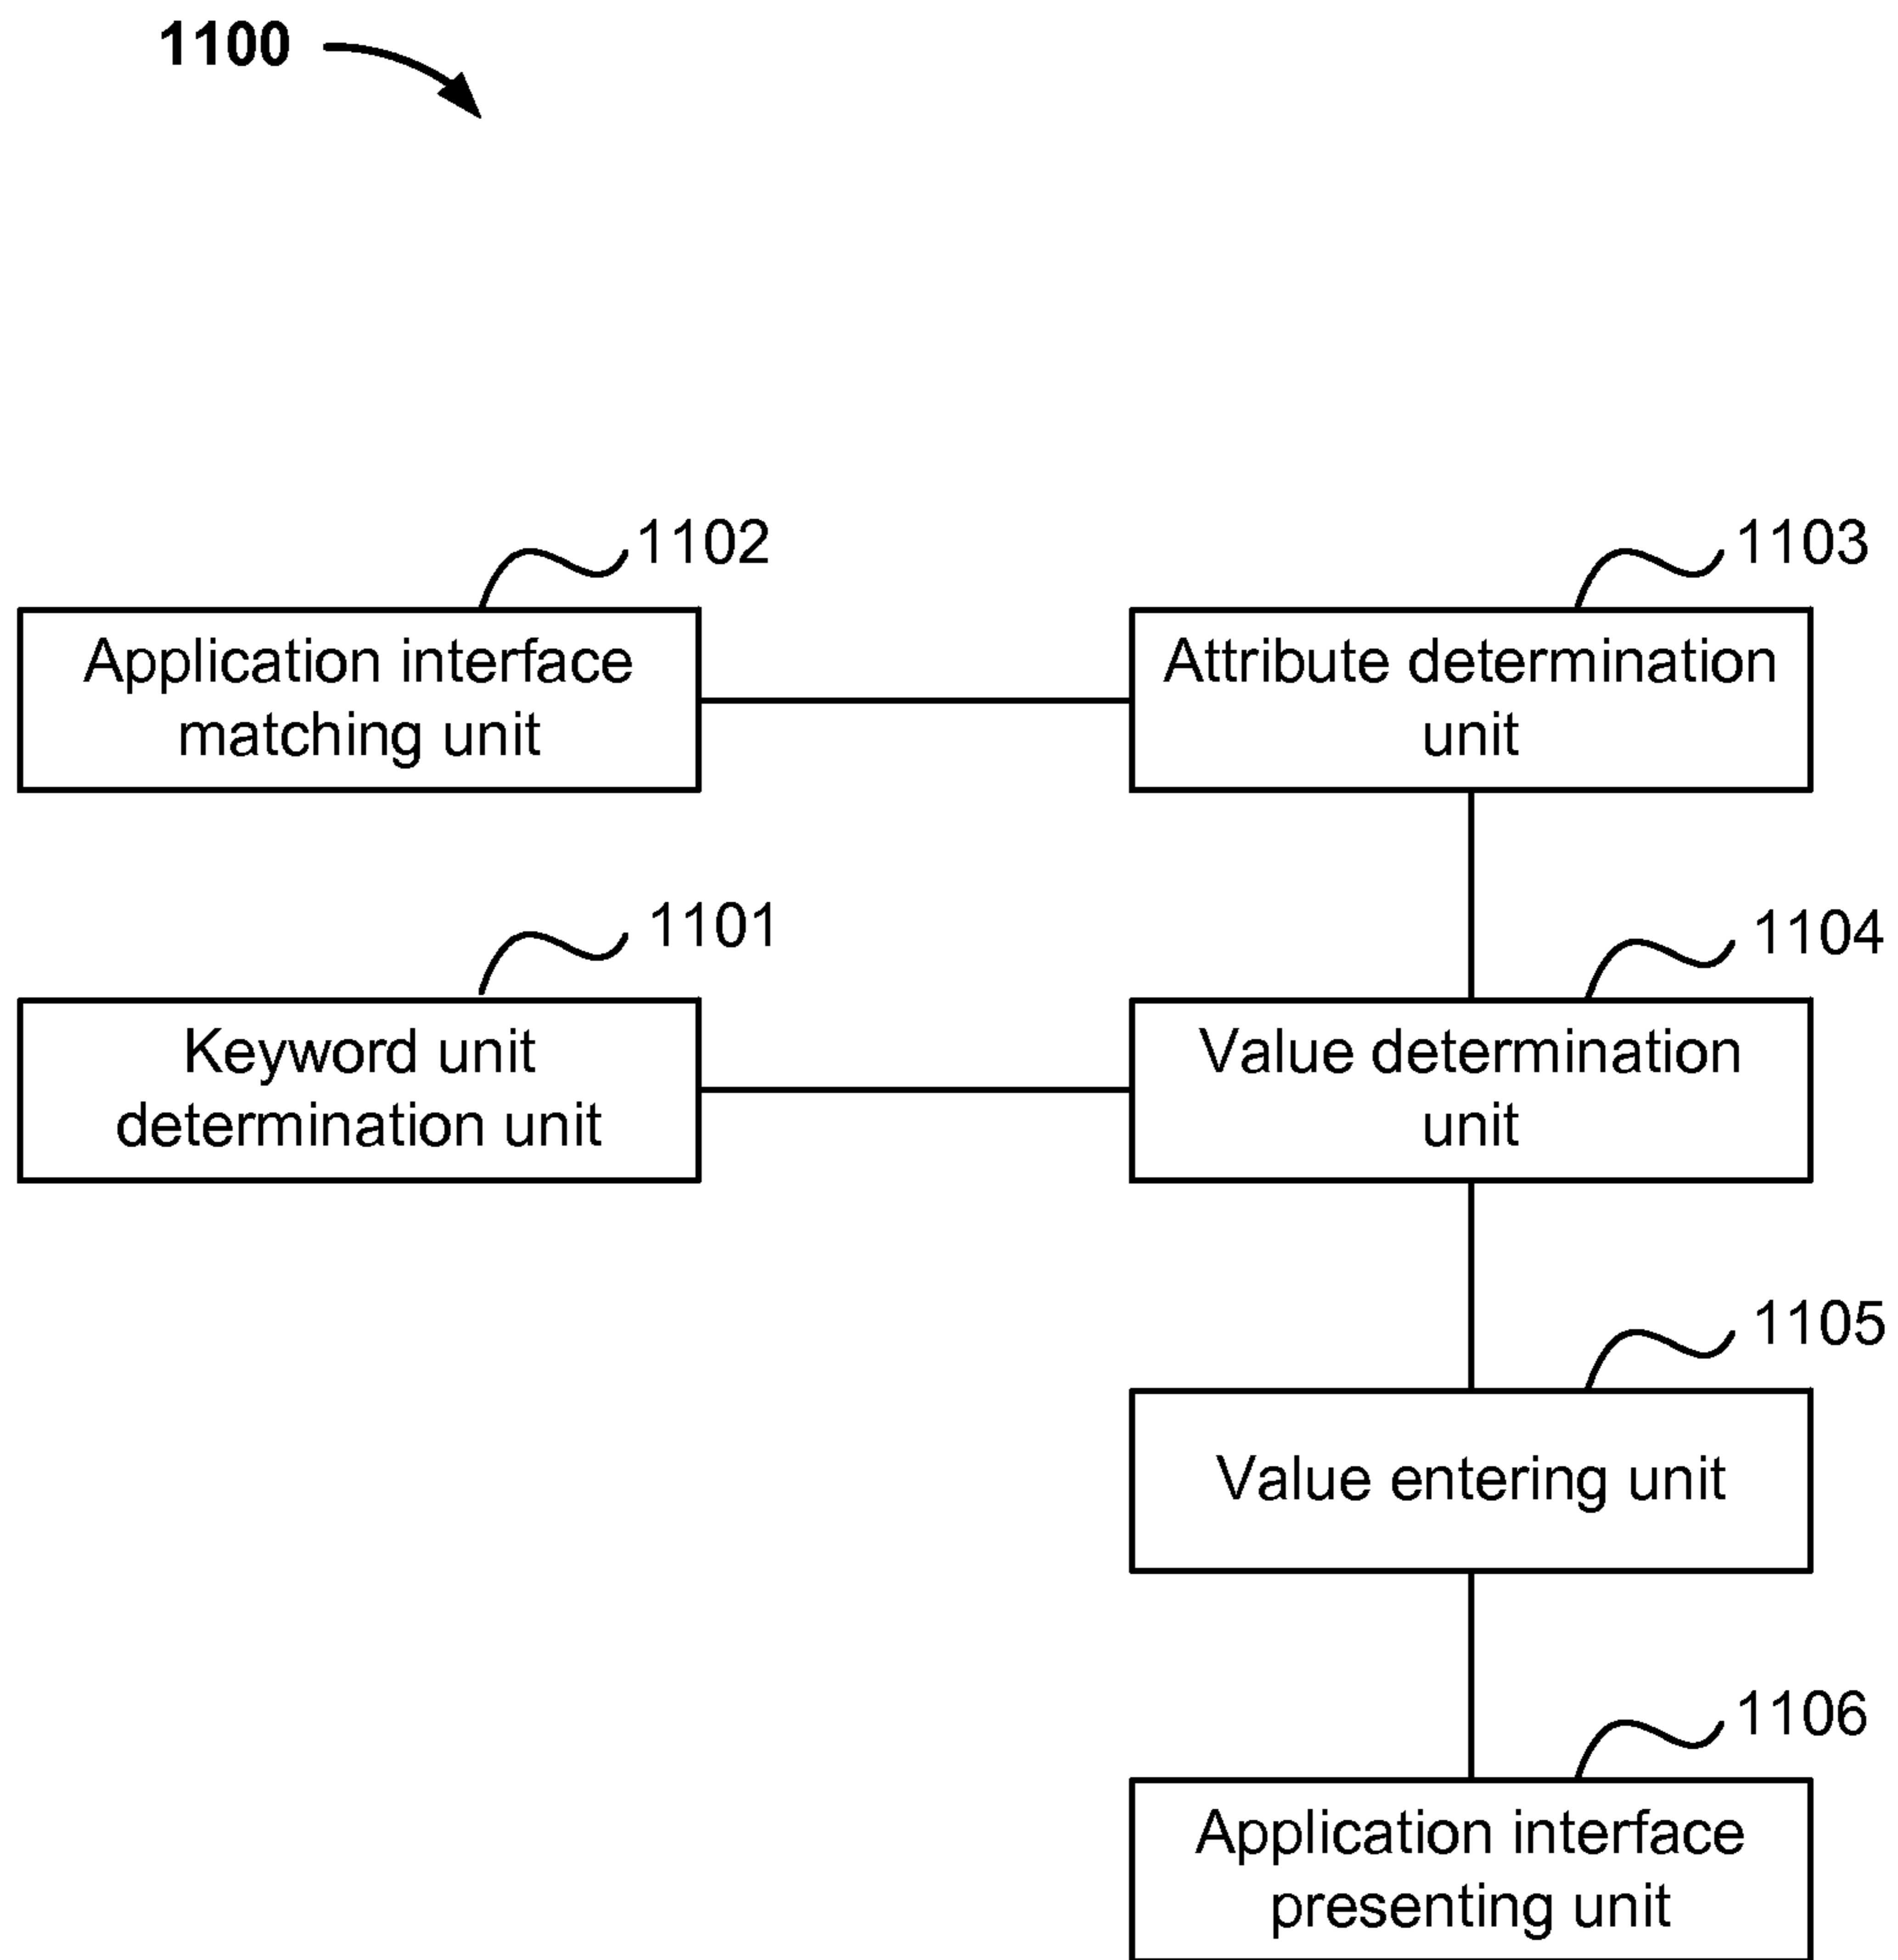 1100
1102
Application interface
matching unit
1103
Attribute determination
unit
1101
Keyword unit
determination unit
1104
Value determination
unit
1105
Value entering unit
1106
Application interface
presenting unit